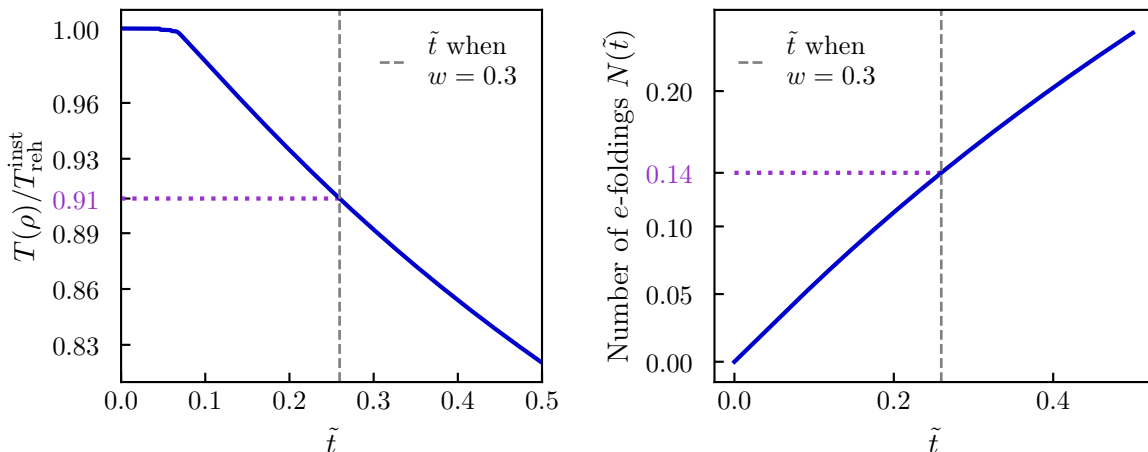 1.00
0.96
0.93
0.91
0.89
0.86
0.83
T(ρ)/T_reh^inst
0.0 0.1 0.2 0.3 0.4 0.5
t̃
t̃ when
w = 0.3
0.20
0.14
0.10
0.05
0.00
Number of e-foldings N(t̃)
0.0 0.2 0.4
t̃
t̃ when
w = 0.3